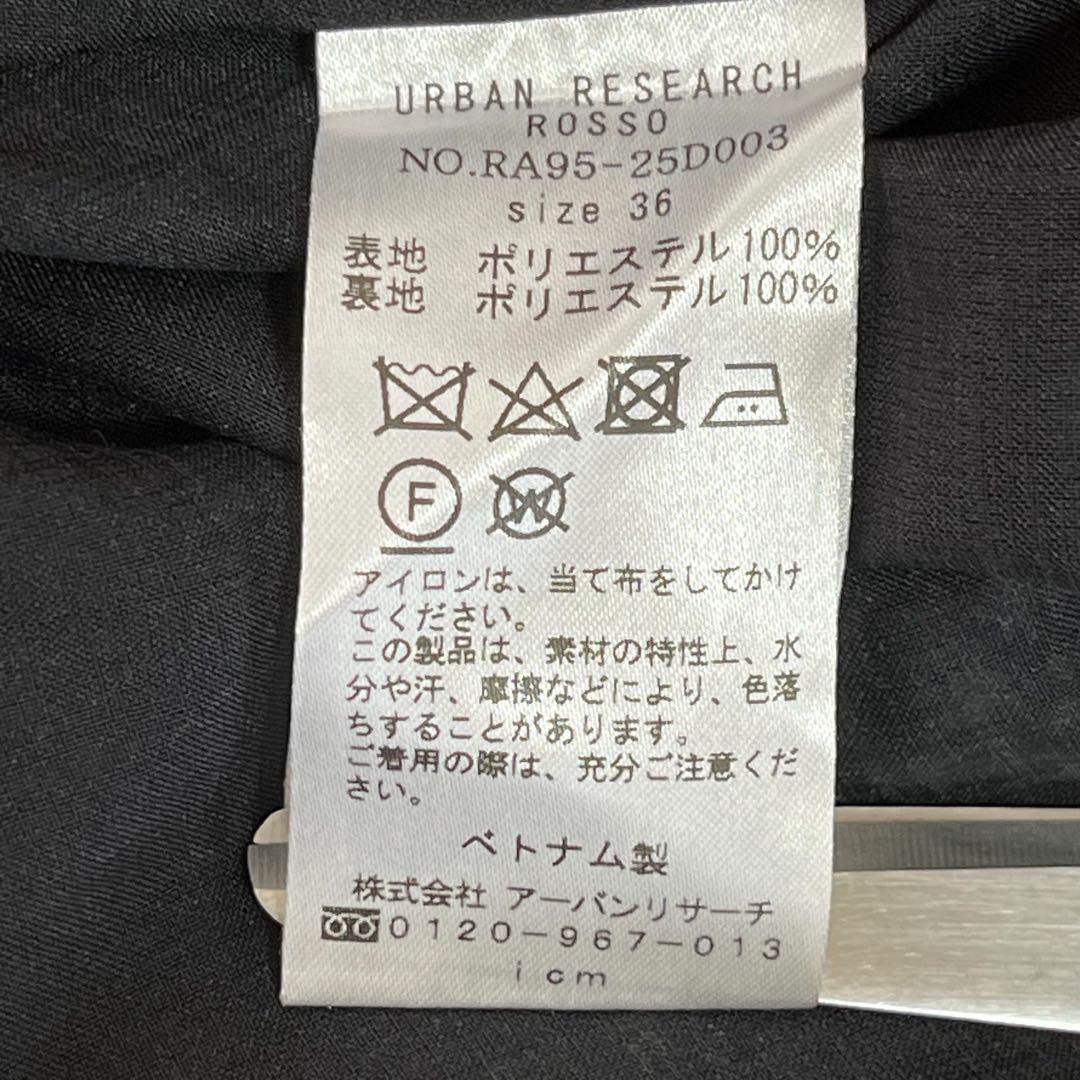 URBAN RESEARCH
ROSSO
NO.RA95-25D003
size 36
表地 ポリエステル100%
裏地 ポリエステル100%
F W
アイロンは、当て布をしてかけ
てください。
この製品は、素材の特性上、水
分や汗、摩擦などにより、色落
ちすることがあります。
ご着用の際は、充分ご注意くだ
さい。
ベトナム製
株式会社 アーバンリサーチ
0120-967-013
icm